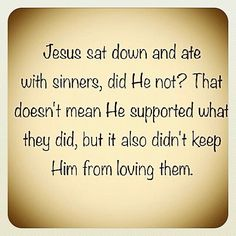 Jesus sat down and ate
with sinners, did He not? That
doesn't mean He supported what
they did, but it also didn't keep
Him from loving them.